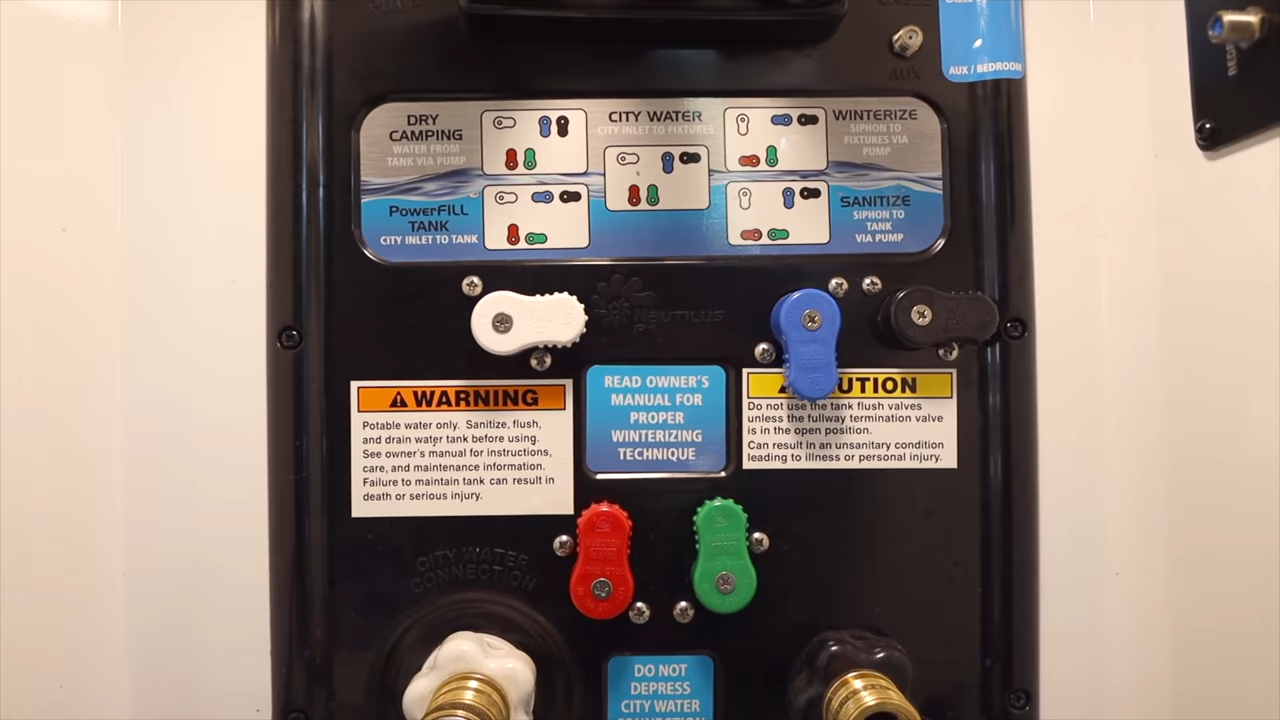 PUMP
AUX
AUX / BEDROOM
DRY
CAMPING
WATER FROM
TANK VIA PUMP
CITY WATER
CITY INLET TO FIXTURES
WINTERIZE
SIPHON TO
FIXTURES VIA
PUMP
PowerFILL
TANK
CITY INLET TO TANK
SANITIZE
SIPHON TO
TANK
VIA PUMP
NAUTILUS
P4
WARNING
Potable water only. Sanitize, flush,
and drain water tank before using.
See owner's manual for instructions,
care, and maintenance information.
Failure to maintain tank can result in
death or serious injury.
READ OWNER'S
MANUAL FOR
PROPER
WINTERIZING
TECHNIQUE
UTION
Do not use the tank flush valves
unless the fullway termination valve
is in the open position.
Can result in an unsanitary condition
leading to illness or personal injury.
CITY WATER
CONNECTION
DO NOT
DEPRESS
CITY WATER
CONNECTION